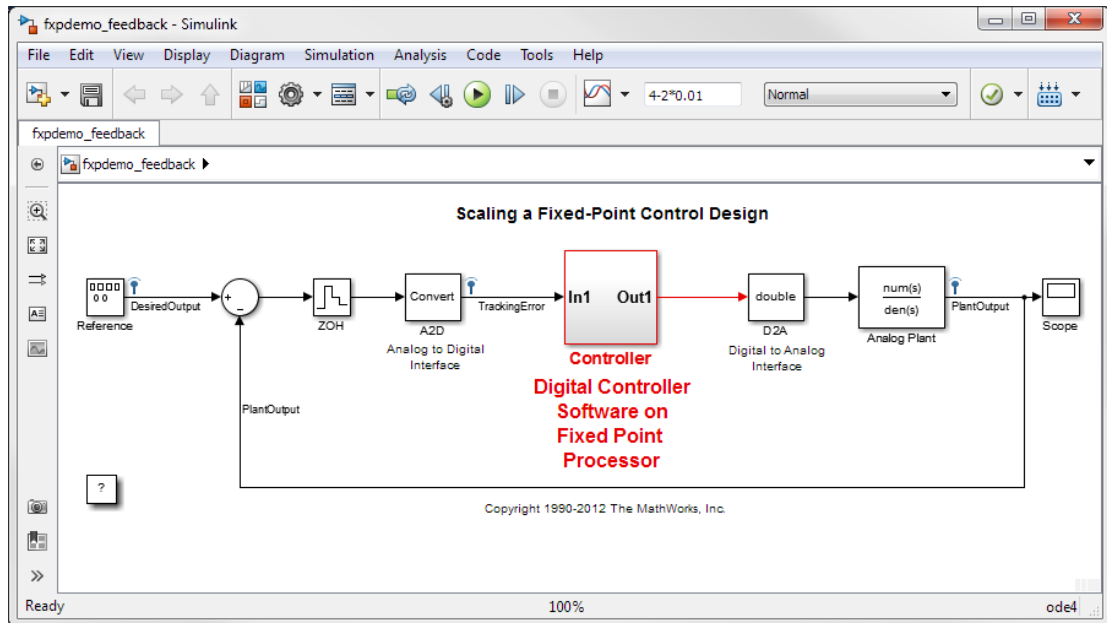 fxpdemo_feedback - Simulink
File Edit View Display Diagram Simulation Analysis Code Tools Help
4-2*0.01
Normal
fxpdemo_feedback
fxpdemo_feedback
Scaling a Fixed-Point Control Design
Reference
DesiredOutput
+
-
ZOH
Convert
A2D
Analog to Digital
Interface
TrackingError
In1 Out1
Controller
Digital Controller
Software on
Fixed Point
Processor
double
D2A
Digital to Analog
Interface
num(s)
den(s)
Analog Plant
PlantOutput
Scope
PlantOutput
?
Copyright 1990-2012 The MathWorks, Inc.
Ready 100% ode4